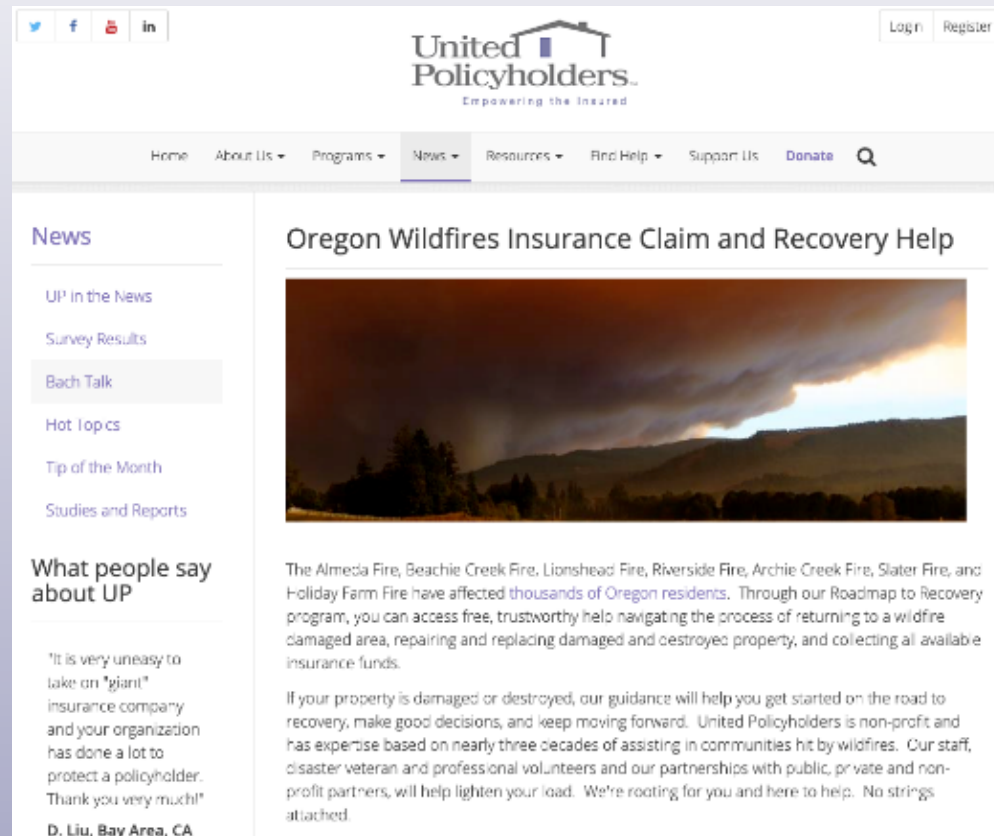 f
in
Login Register
United
Policyholders
Empowering the Insured
Home About Us Programs News Resources Find Help Support Us Donate
News
UP in the News
Survey Results
Bach Talk
Hot Topics
Tip of the Month
Studies and Reports
What people say
about UP
"It is very uneasy to
take on "giant"
insurance company
and your organization
has done a lot to
protect a policyholder.
Thank you very much!"
D. Liu, Bay Area, CA
Oregon Wildfires Insurance Claim and Recovery Help
The Almeda Fire, Beachie Creek Fire, Lionshead Fire, Riverside Fire, Archie Creek Fire, Slater Fire, and
Holiday Farm Fire have affected thousands of Oregon residents. Through our Roadmap to Recovery
program, you can access free, trustworthy help navigating the process of returning to a wildfire
damaged area, repairing and replacing damaged and destroyed property, and collecting all available
insurance funds.
If your property is damaged or destroyed, our guidance will help you get started on the road to
recovery, make good decisions, and keep moving forward. United Policyholders is non-profit and
has expertise based on nearly three decades of assisting in communities hit by wildfires. Our staff,
disaster veteran and professional volunteers and our partnerships with public, private and non-
profit partners, will help lighten your load. We're rooting for you and here to help. No strings
attached.